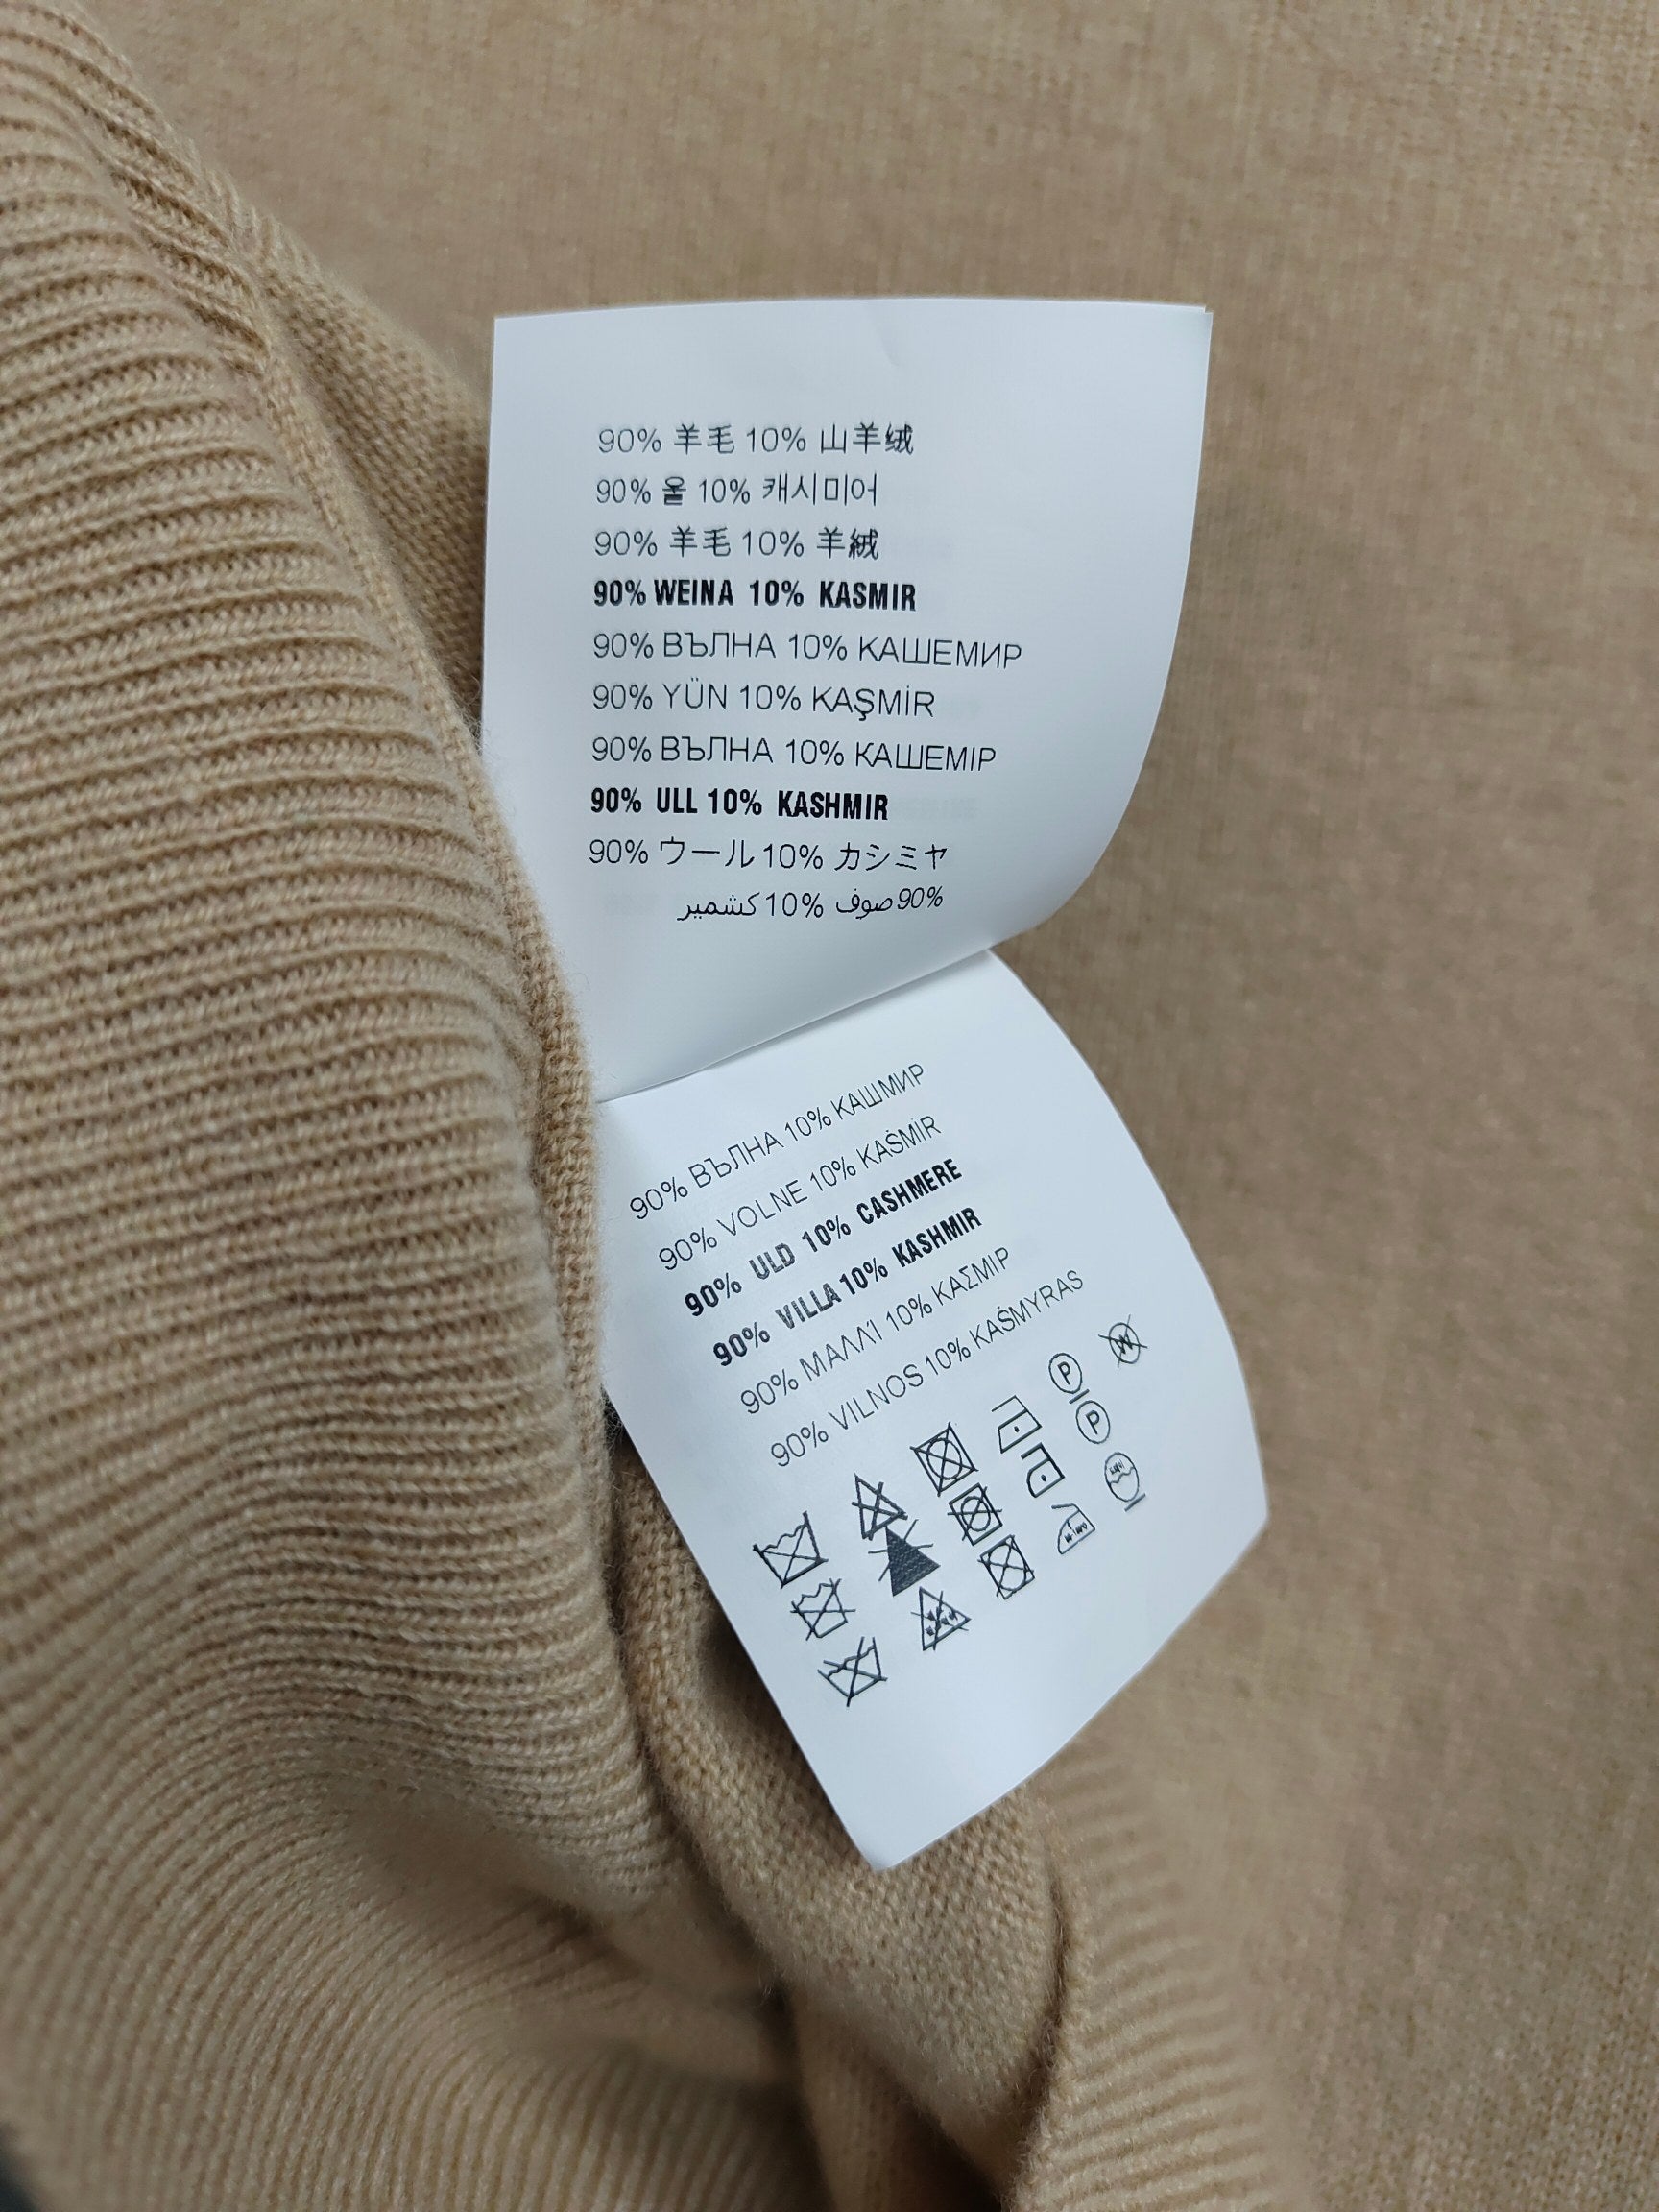 90% 羊毛 10% 山羊绒
90% 울 10% 캐시미어
90% 羊毛 10% 羊絨
90% WEINA 10% KASMIR
90% ВЪЛНА 10% КАШЕМИР
90% YÜN 10% KAŞMİR
90% ВЪЛНА 10% КАШЕМІР
90% ULL 10% KASHMIR
90% ウール 10% カシミヤ
90% صوف 10% كشمير
90% ВЪЛНА 10% КАШМИР
90% VOLNE 10% KAŠMİR
90% ULD 10% CASHMERE
90% VILLA 10% KASHMIR
90% ΜΑΛΛΊ 10% ΚΑΣΜΙΡ
90% VILNOS 10% KAŠMYRAS
P W
P